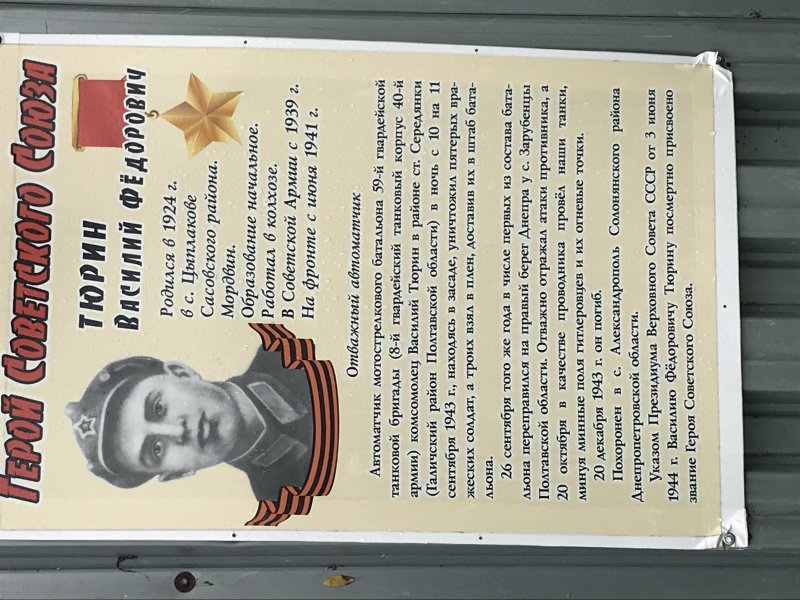 Герой Советского Союза
ТЮРИН
Василий Фёдорович
Родился в 1924 г.
в с. Цыплакове
Сасовского района.
Мордвин.
Образование начальное.
Работал в колхозе.
В Советской Армии с 1939 г.
На фронте с июня 1941 г.
Отважный автоматчик
Автоматчик мотострелкового батальона 59-й гвардейской
танковой бригады (8-й гвардейский танковый корпус 40-й
армии) комсомолец Василий Тюрин в районе ст. Середянки
(Галичский район Полтавской области) в ночь с 10 на 11
сентября 1943 г., находясь в засаде, уничтожил пятерых вра-
жеских солдат, а троих взял в плен, доставив их в штаб бата-
льона.
26 сентября того же года в числе первых из состава бата-
льона переправился на правый берег Днепра у с. Зарубенцы
Полтавской области. Отважно отражал атаки противника, а
20 октября в качестве проводника провёл наши танки,
минуя минные поля гитлеровцев и их огневые точки.
20 декабря 1943 г. он погиб.
Похоронен в с. Александрополь Солонянского района
Днепропетровской области.
Указом Президиума Верховного Совета СССР от 3 июня
1944 г. Василию Фёдоровичу Тюрину посмертно присвоено
звание Героя Советского Союза.